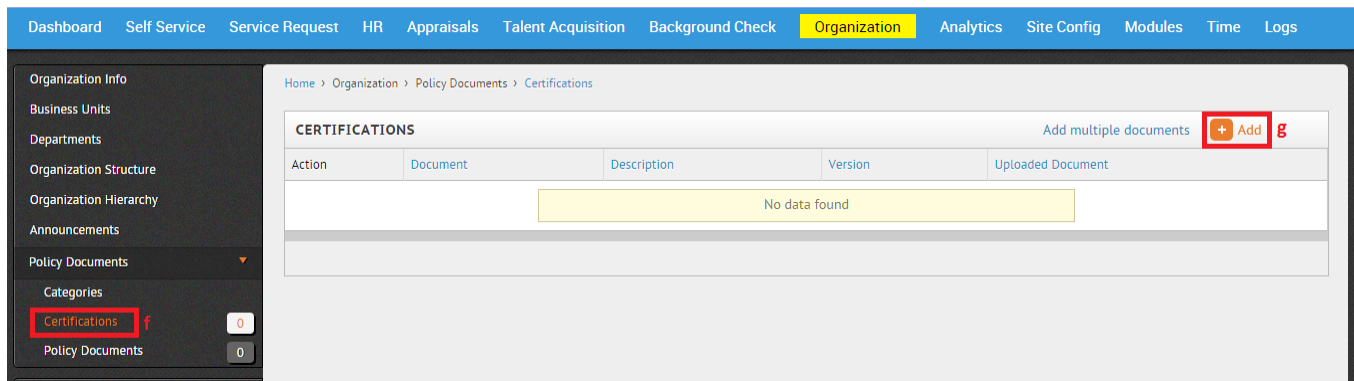 Dashboard Self Service Service Request HR Appraisals Talent Acquisition Background Check Organization Analytics Site Config Modules Time Logs
Organization Info
Business Units
Departments
Organization Structure
Organization Hierarchy
Announcements
Policy Documents
Categories
Certifications f 0
Policy Documents 0
Home › Organization › Policy Documents › Certifications
CERTIFICATIONS Add multiple documents + Add g
Action Document Description Version Uploaded Document
No data found